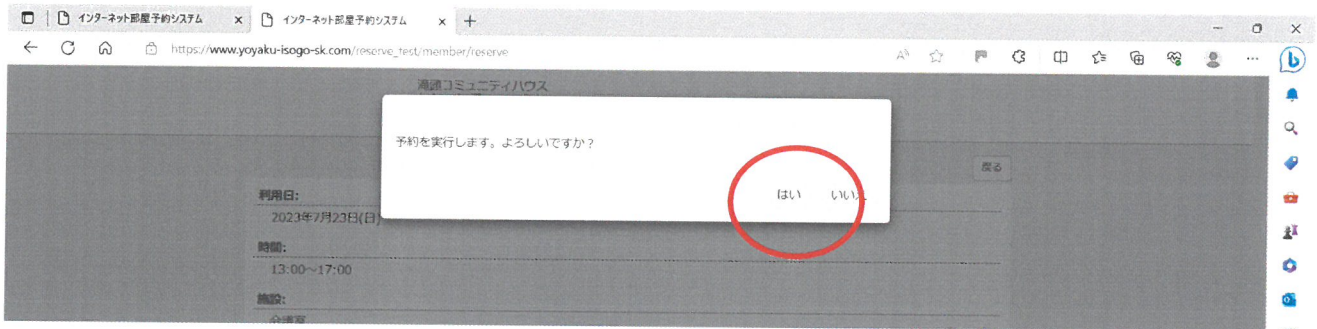 インターネット部屋予約システム
インターネット部屋予約システム
https://www.yoyaku-isogo-sk.com/reserve_test/member/reserve
滝頭コミュニティハウス
予約を実行します。よろしいですか？
はい いいえ
戻る
利用日:
2023年7月23日(日)
時間:
13:00～17:00
施設:
会議室